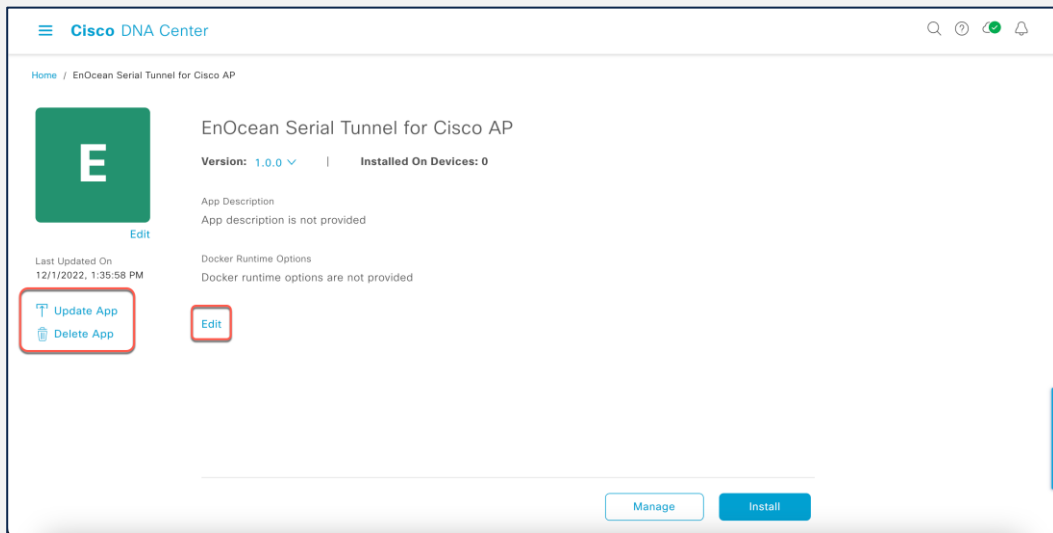 Cisco DNA Center
Home / EnOcean Serial Tunnel for Cisco AP
E
Edit
Last Updated On
12/1/2022, 1:35:58 PM
Update App
Delete App
EnOcean Serial Tunnel for Cisco AP
Version: 1.0.0 | Installed On Devices: 0
App Description
App description is not provided
Docker Runtime Options
Docker runtime options are not provided
Edit
Manage Install